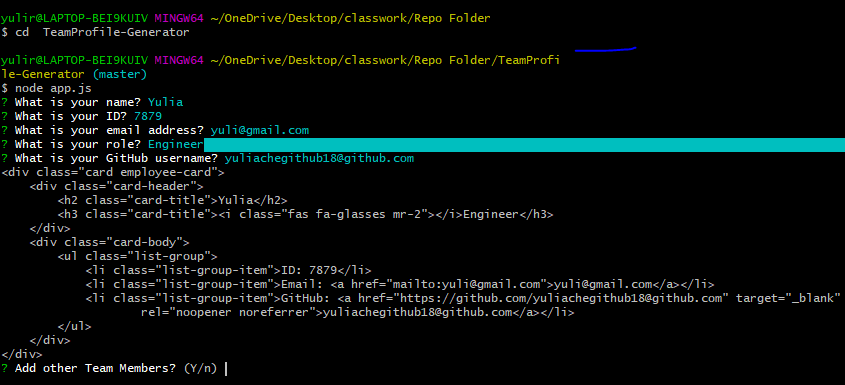 yulir@LAPTOP-BEI9KUIV MINGW64 ~/OneDrive/Desktop/classwork/Repo Folder
$ cd  TeamProfile-Generator
yulir@LAPTOP-BEI9KUIV MINGW64 ~/OneDrive/Desktop/classwork/Repo Folder/TeamProfi
le-Generator (master)
$ node app.js
? What is your name? Yulia
? What is your ID? 7879
? What is your email address? yuli@gmail.com
? What is your role? Engineer
? What is your GitHub username? yuliachegithub18@github.com
<div class="card employee-card">
    <div class="card-header">
        <h2 class="card-title">Yulia</h2>
        <h3 class="card-title"><i class="fas fa-glasses mr-2"></i>Engineer</h3>
    </div>
    <div class="card-body">
        <ul class="list-group">
            <li class="list-group-item">ID: 7879</li>
            <li class="list-group-item">Email: <a href="mailto:yuli@gmail.com">yuli@gmail.com</a></li>
            <li class="list-group-item">GitHub: <a href="https://github.com/yuliachegithub18@github.com" target="_blank"
                    rel="noopener noreferrer">yuliachegithub18@github.com</a></li>
        </ul>
    </div>
</div>
? Add other Team Members? (Y/n)